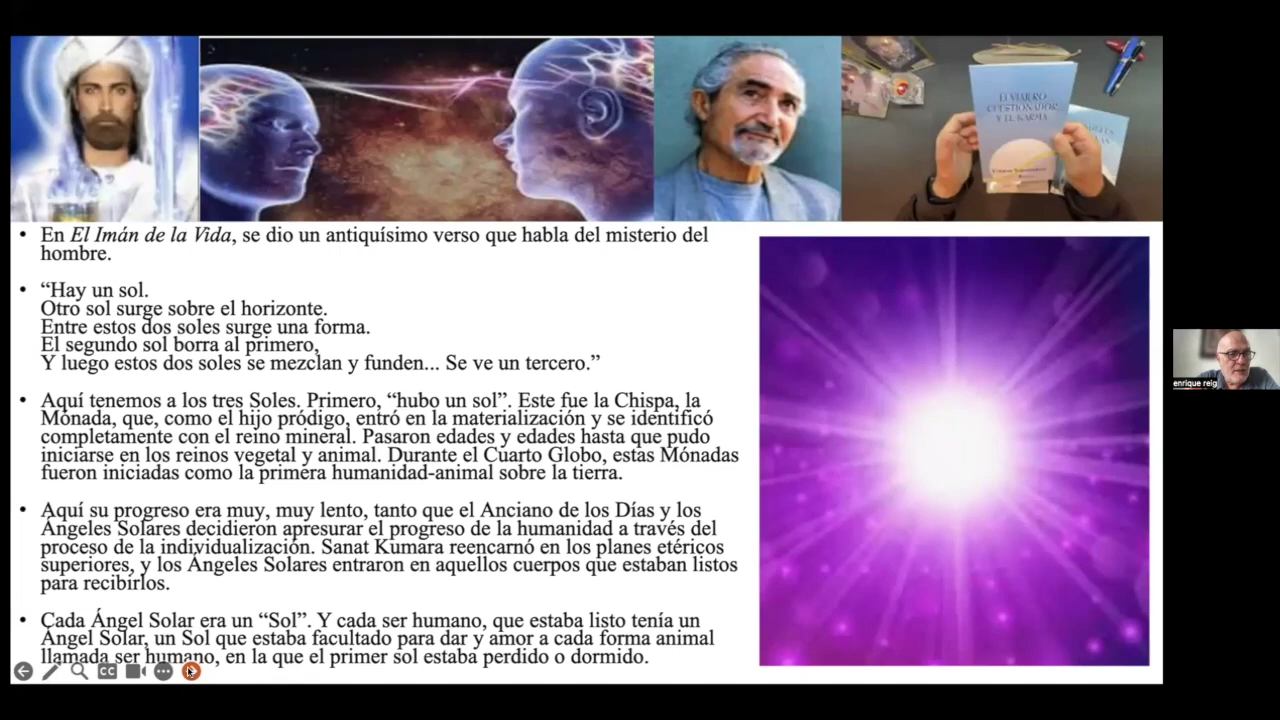 EL VIAJERO
CUESTIONADOR
Y EL KARMA
• En El Imán de la Vida, se dio un antiquísimo verso que habla del misterio del
hombre.
• “Hay un sol.
Otro sol surge sobre el horizonte.
Entre estos dos soles surge una forma.
El segundo sol borra al primero,
Y luego estos dos soles se mezclan y funden... Se ve un tercero.”
• Aquí tenemos a los tres Soles. Primero, “hubo un sol”. Este fue la Chispa, la
Mónada, que, como el hijo pródigo, entró en la materialización y se identificó
completamente con el reino mineral. Pasaron edades y edades hasta que pudo
iniciarse en los reinos vegetal y animal. Durante el Cuarto Globo, estas Mónadas
fueron iniciadas como la primera humanidad-animal sobre la tierra.
• Aquí su progreso era muy, muy lento, tanto que el Anciano de los Días y los
Ángeles Solares decidieron apresurar el progreso de la humanidad a través del
proceso de la individualización. Sanat Kumara reencarnó en los planes etéricos
superiores, y los Ángeles Solares entraron en aquellos cuerpos que estaban listos
para recibirlos.
• Cada Ángel Solar era un “Sol”. Y cada ser humano, que estaba listo tenía un
Ángel Solar, un Sol que estaba facultado para dar y amor a cada forma animal
llamada ser humano, en la que el primer sol estaba perdido o dormido.
CC
enrique reig